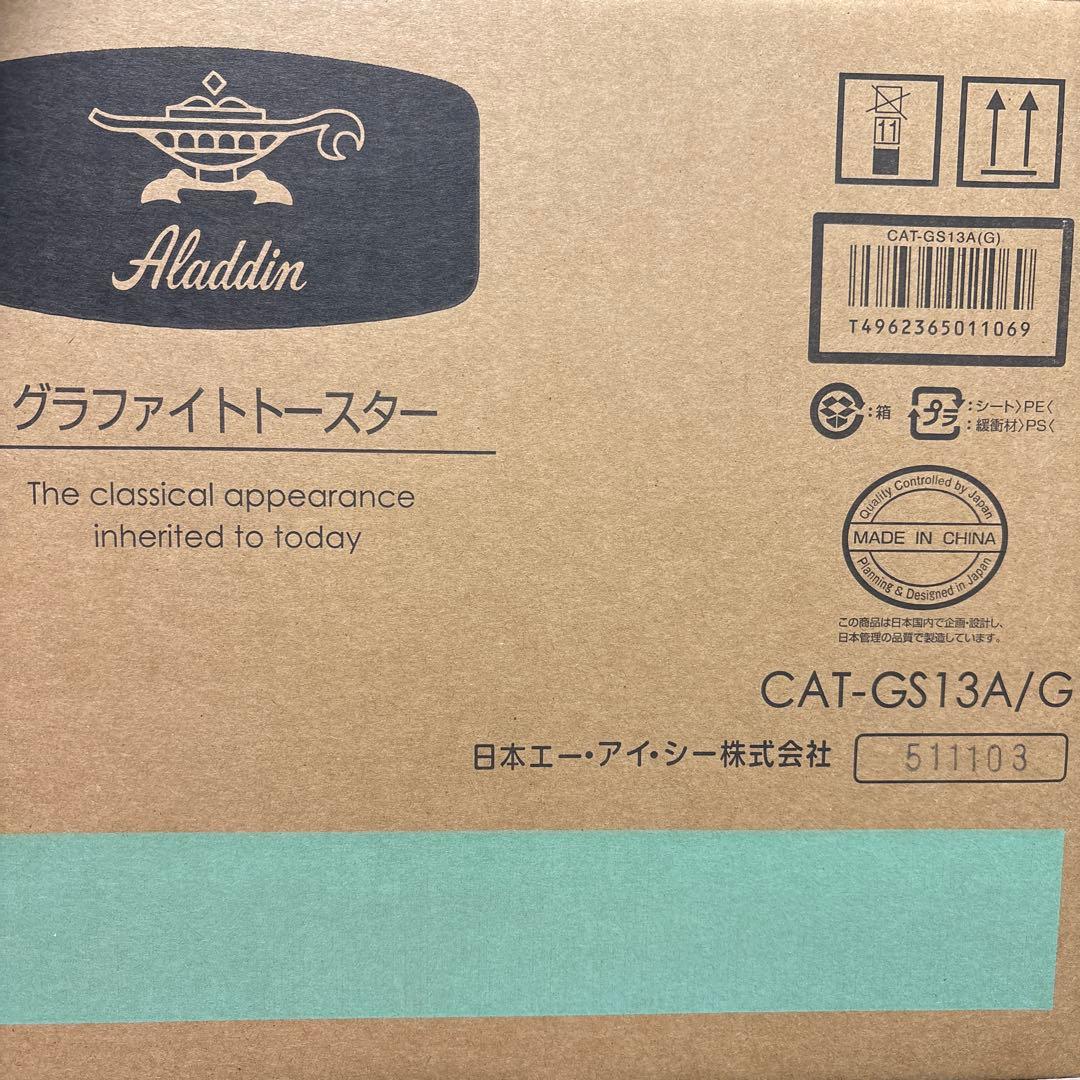 Aladdin
グラファイトトースター
The classical appearance
inherited to today
11
CAT-GS13A(G)
T4962365011069
:箱
プラ
:シート〉PE〈
:緩衝材〉PS〈
Quality Controlled by Japan
MADE IN CHINA
Planning & Designed in Japan
この商品は日本国内で企画・設計し、
日本管理の品質で製造しています。
CAT-GS13A/G
日本エー・アイ・シー株式会社
511103